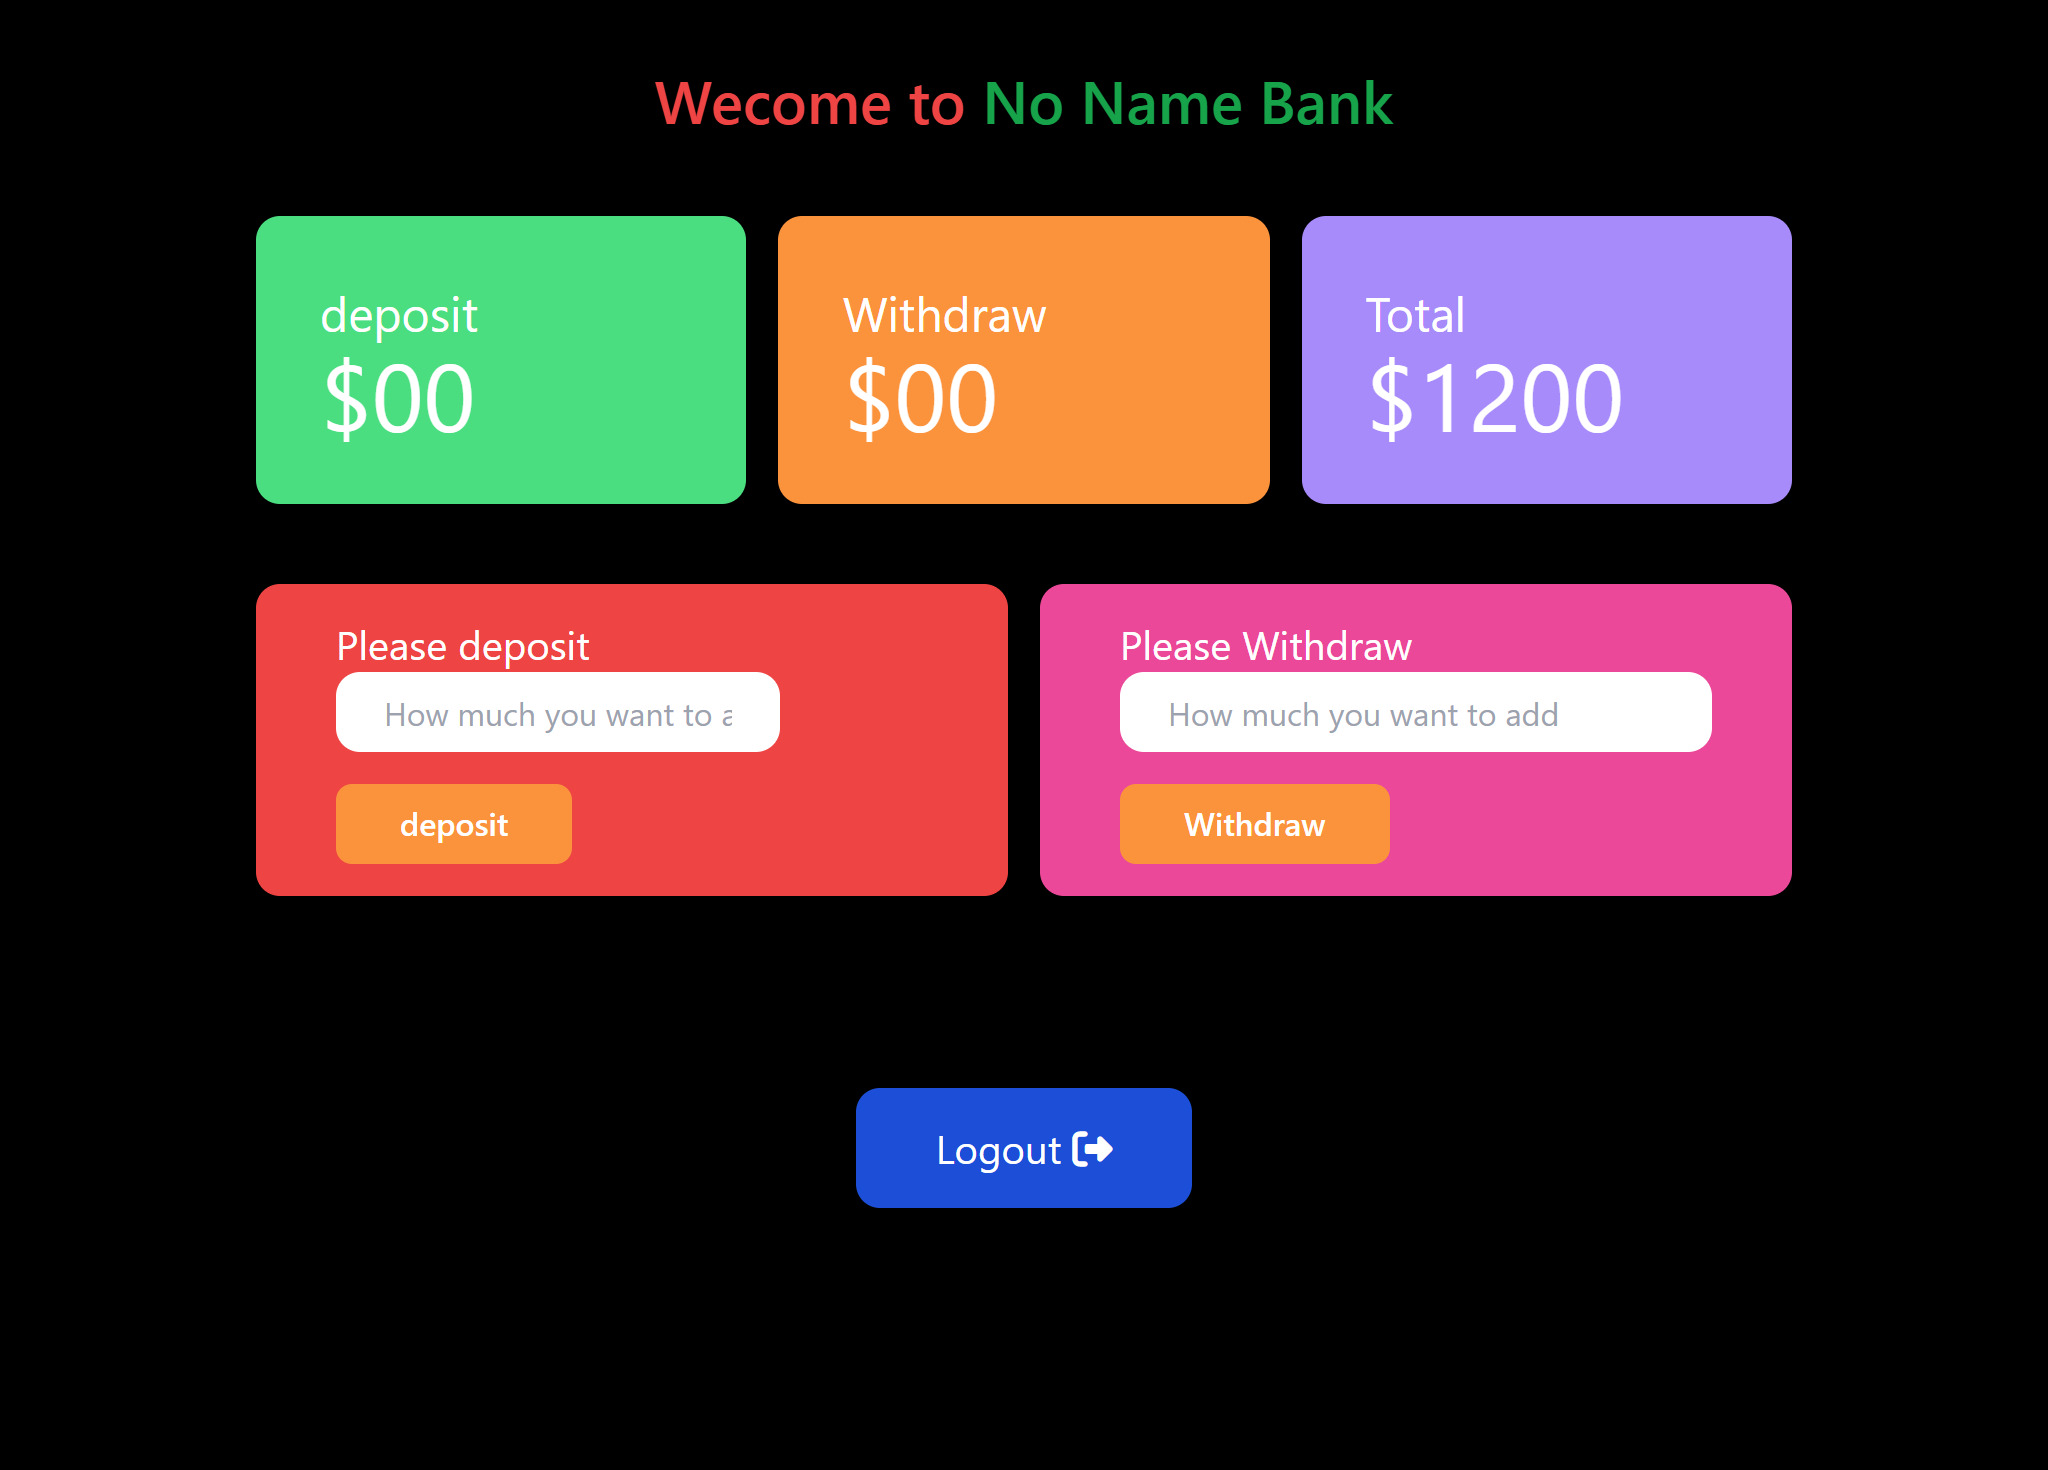 Wecome to No Name Bank
deposit
$00
Withdraw
$00
Total
$1200
Please deposit
How much you want to a
deposit
Please Withdraw
How much you want to add
Withdraw
Logout